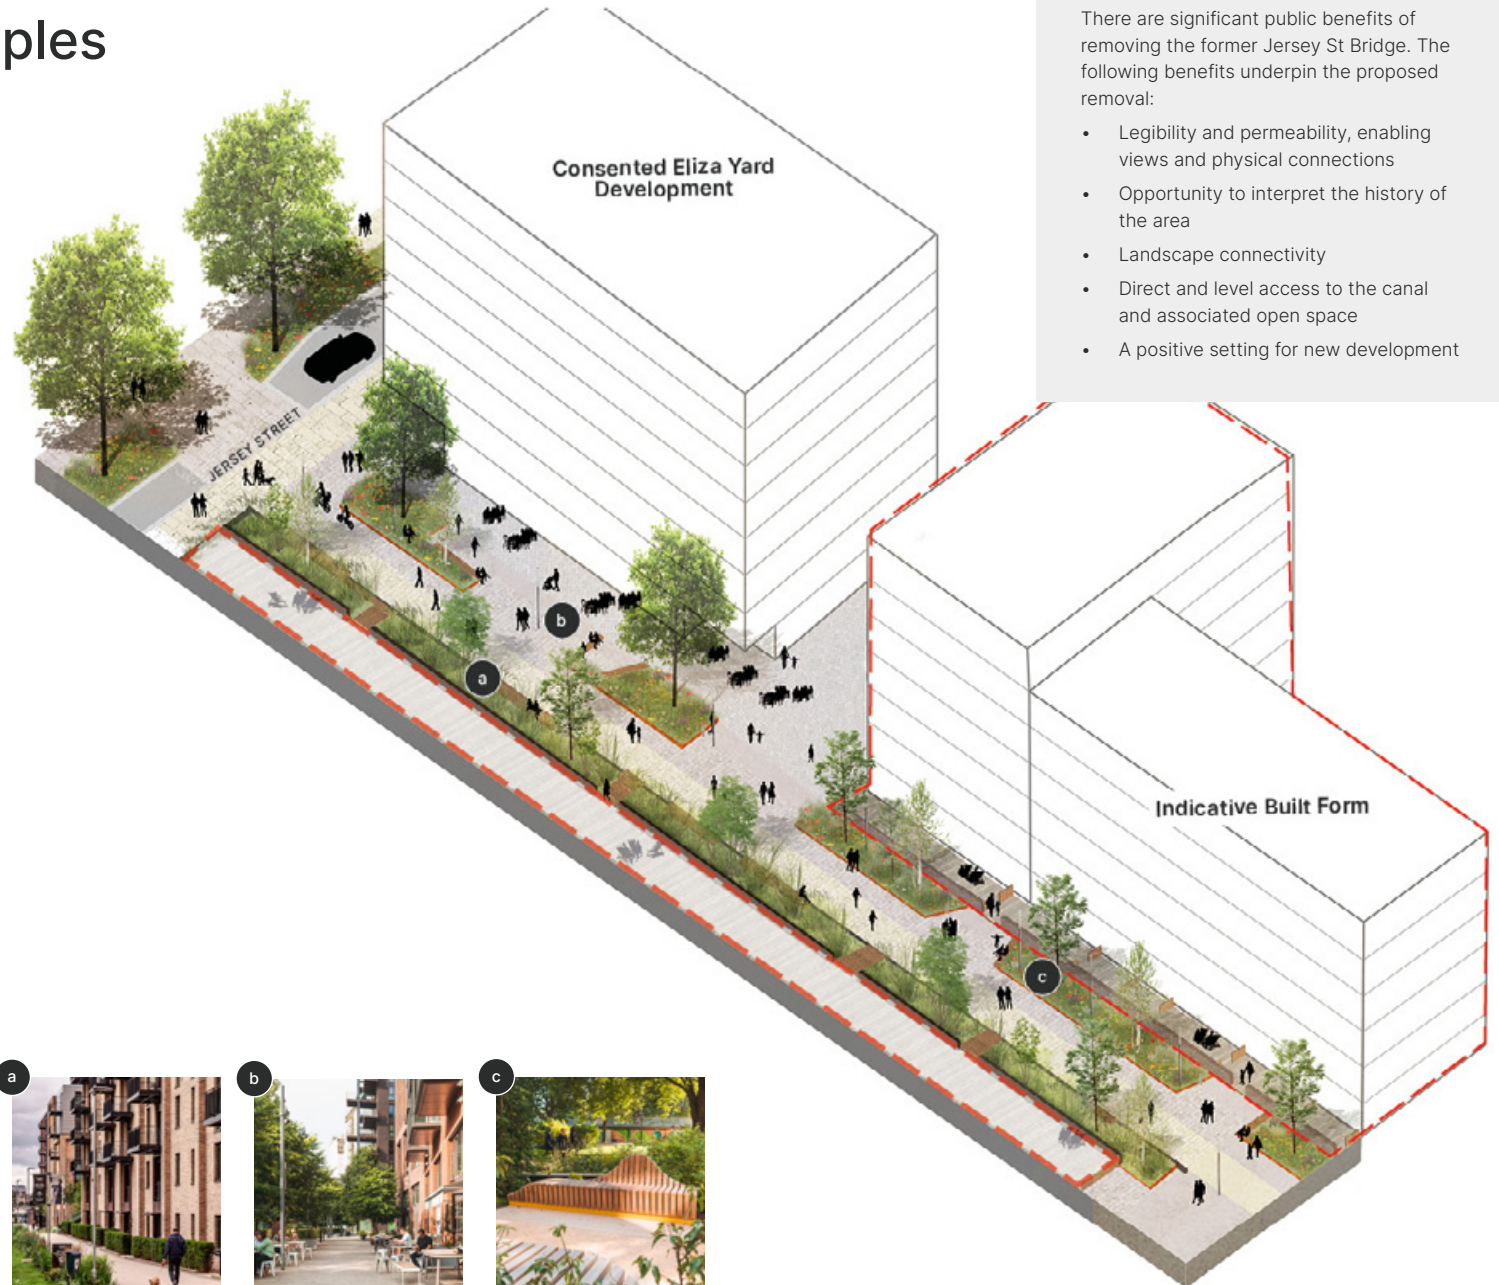 ples
There are significant public benefits of
removing the former Jersey St Bridge. The
following benefits underpin the proposed
removal:
• Legibility and permeability, enabling
views and physical connections
• Opportunity to interpret the history of
the area
• Landscape connectivity
• Direct and level access to the canal
and associated open space
• A positive setting for new development
Consented Eliza Yard
Development
JERSEY STREET
b
a
Indicative Built Form
c
a
b
c